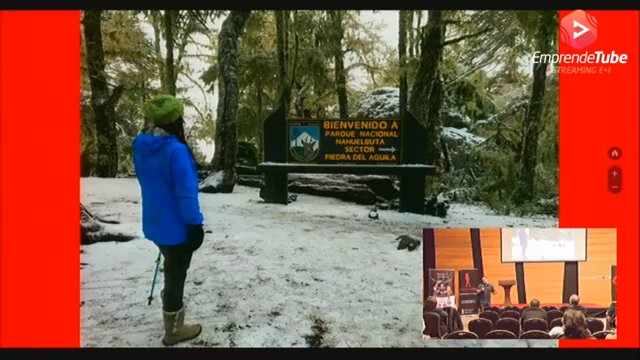 EmprendeTube
STREAMING E+I
BIENVENIDO A
PARQUE NACIONAL
NAHUELBUTA
SECTOR
PIEDRA DEL AGUILA